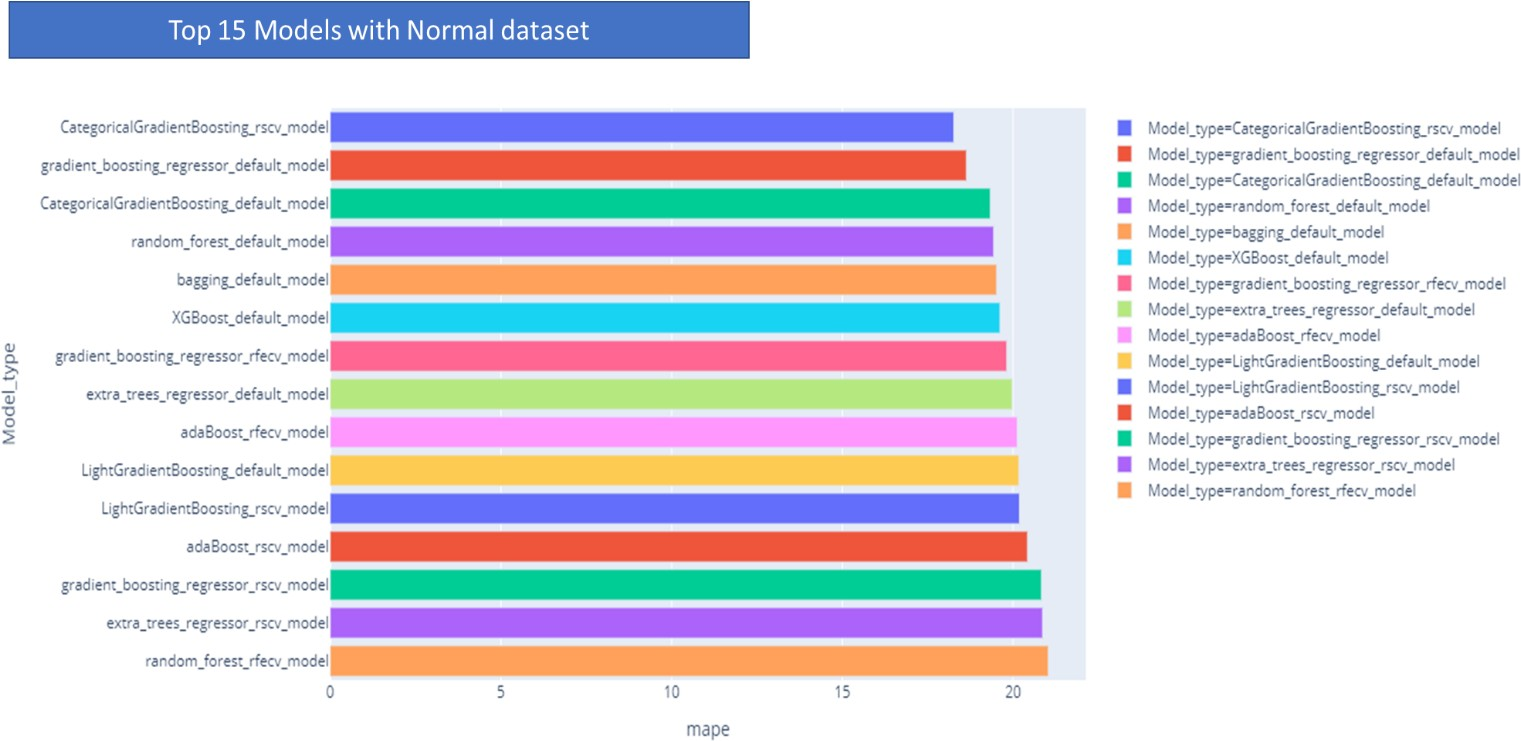 Top 15 Models with Normal dataset
Model_type
CategoricalGradientBoosting_rscv_model
gradient_boosting_regressor_default_model
CategoricalGradientBoosting_default_model
random_forest_default_model
bagging_default_model
XGBoost_default_model
gradient_boosting_regressor_rfecv_model
extra_trees_regressor_default_model
adaBoost_rfecv_model
LightGradientBoosting_default_model
LightGradientBoosting_rscv_model
adaBoost_rscv_model
gradient_boosting_regressor_rscv_model
extra_trees_regressor_rscv_model
random_forest_rfecv_model
0 5 10 15 20
mape
Model_type=CategoricalGradientBoosting_rscv_model
Model_type=gradient_boosting_regressor_default_model
Model_type=CategoricalGradientBoosting_default_model
Model_type=random_forest_default_model
Model_type=bagging_default_model
Model_type=XGBoost_default_model
Model_type=gradient_boosting_regressor_rfecv_model
Model_type=extra_trees_regressor_default_model
Model_type=adaBoost_rfecv_model
Model_type=LightGradientBoosting_default_model
Model_type=LightGradientBoosting_rscv_model
Model_type=adaBoost_rscv_model
Model_type=gradient_boosting_regressor_rscv_model
Model_type=extra_trees_regressor_rscv_model
Model_type=random_forest_rfecv_model